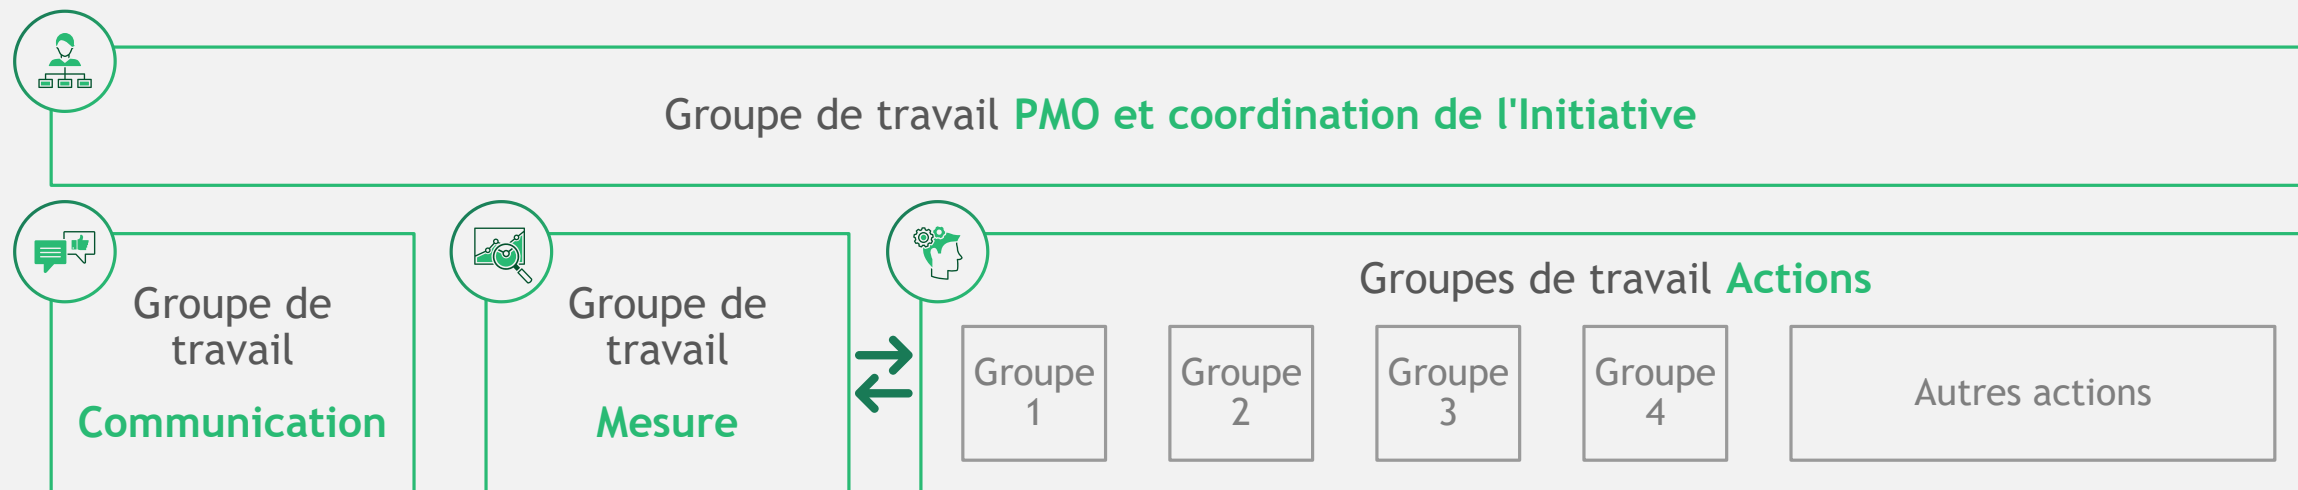 Groupe de travail PMO et coordination de l'Initiative
Groupe de
travail
Communication
Groupe de
travail
Mesure
Groupes de travail Actions
Groupe
1
Groupe
2
Groupe
3
Groupe
4
Autres actions